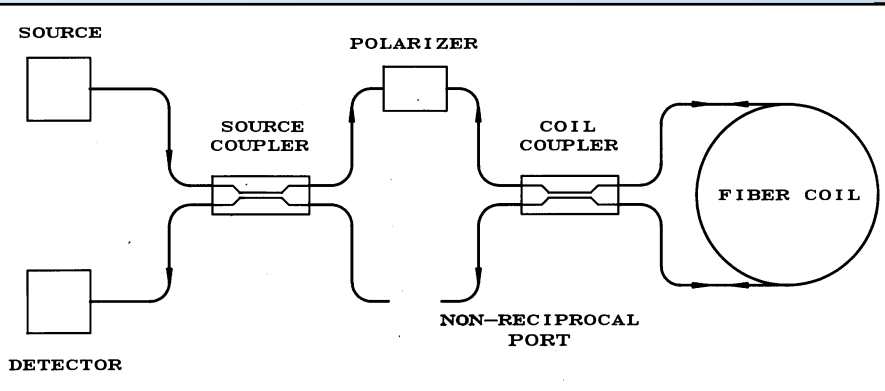 SOURCE
POLARIZER
SOURCE
COUPLER
COIL
COUPLER
FIBER COIL
NON-RECIPROCAL
PORT
DETECTOR